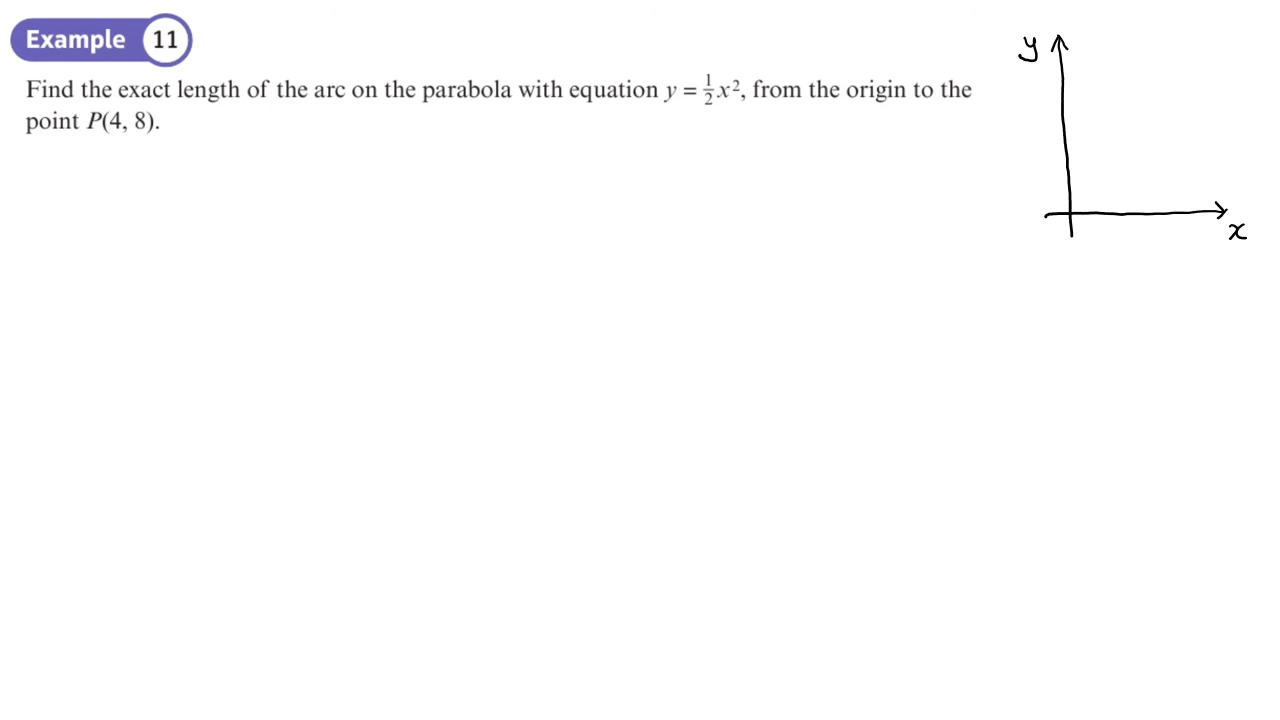 Example 11
Find the exact length of the arc on the parabola with equation y = ½x², from the origin to the
point P(4, 8).
y
x